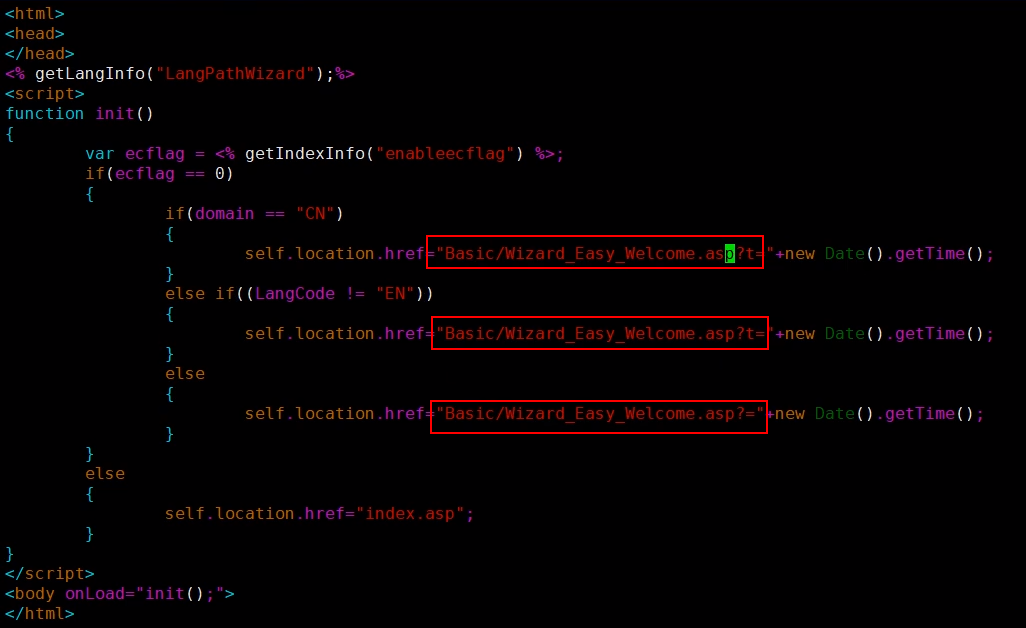 <html>
<head>
</head>
<% getLangInfo("LangPathWizard");%>
<script>
function init()
{
        var ecflag = <% getIndexInfo("enableecflag") %>;
        if(ecflag == 0)
        {
                if(domain == "CN")
                {
                        self.location.href="Basic/Wizard_Easy_Welcome.asp?t="+new Date().getTime();
                }
                else if((LangCode != "EN"))
                {
                        self.location.href="Basic/Wizard_Easy_Welcome.asp?t="+new Date().getTime();
                }
                else
                {
                        self.location.href="Basic/Wizard_Easy_Welcome.asp?="+new Date().getTime();
                }
        }
        else
        {
                self.location.href="index.asp";
        }
}
</script>
<body onLoad="init();">
</html>